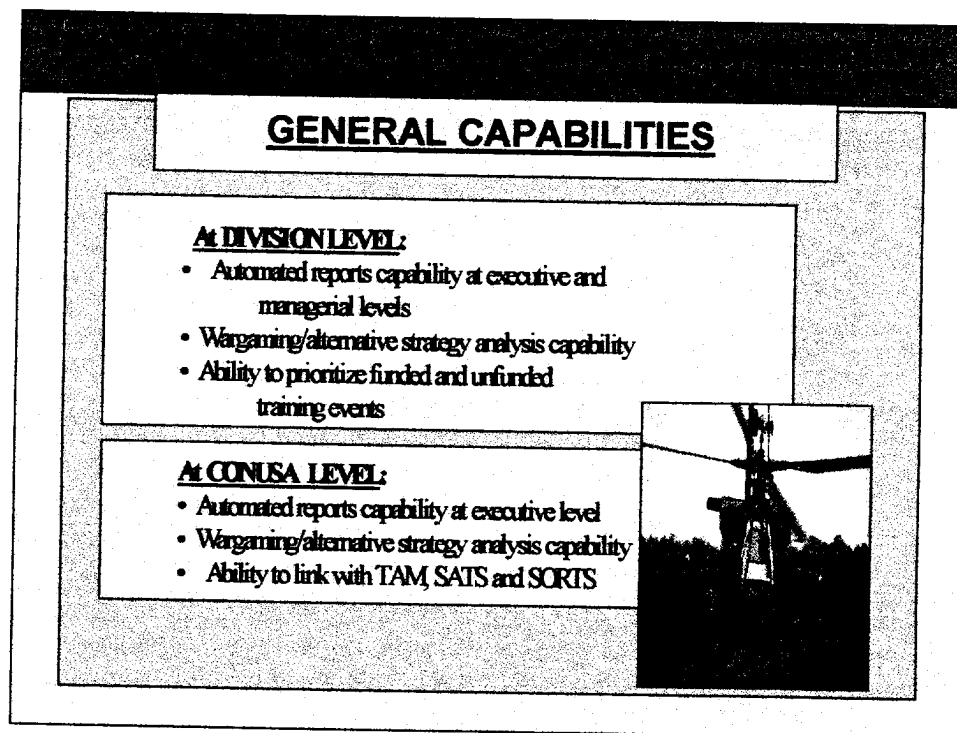 GENERAL CAPABILITIES
At DIVISION LEVEL:
• Automated reports capability at executive and
managerial levels
• Wargaming/alternative strategy analysis capability
• Ability to prioritize funded and unfunded
training events
At CONUSA LEVEL:
• Automated reports capability at executive level
• Wargaming/alternative strategy analysis capability
• Ability to link with TAM, SATS and SORTS